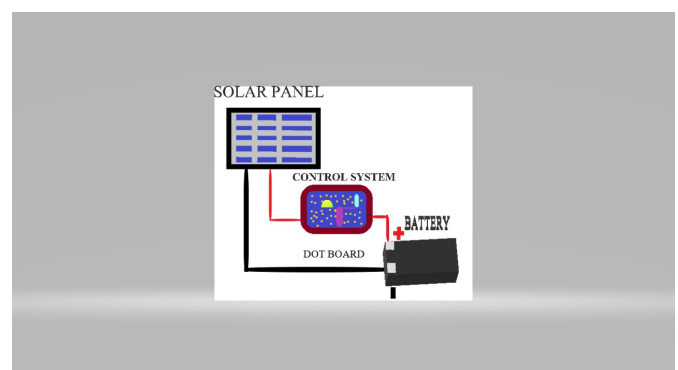 SOLAR PANEL
CONTROL SYSTEM
+ BATTERY
DOT BOARD
-